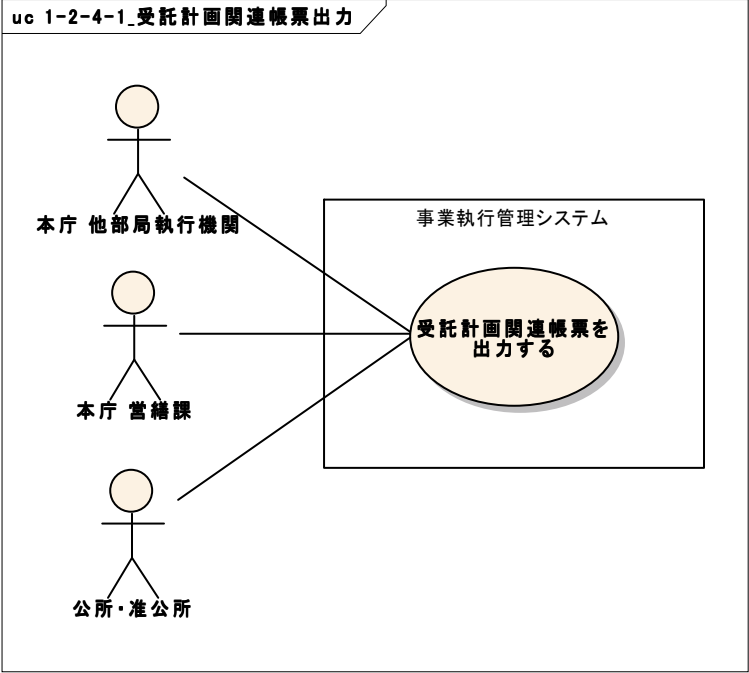 uc 1-2-4-1_受託計画関連帳票出力
本庁 他部局執行機関
事業執行管理システム
受託計画関連帳票を
出力する
本庁 営繕課
公所・准公所